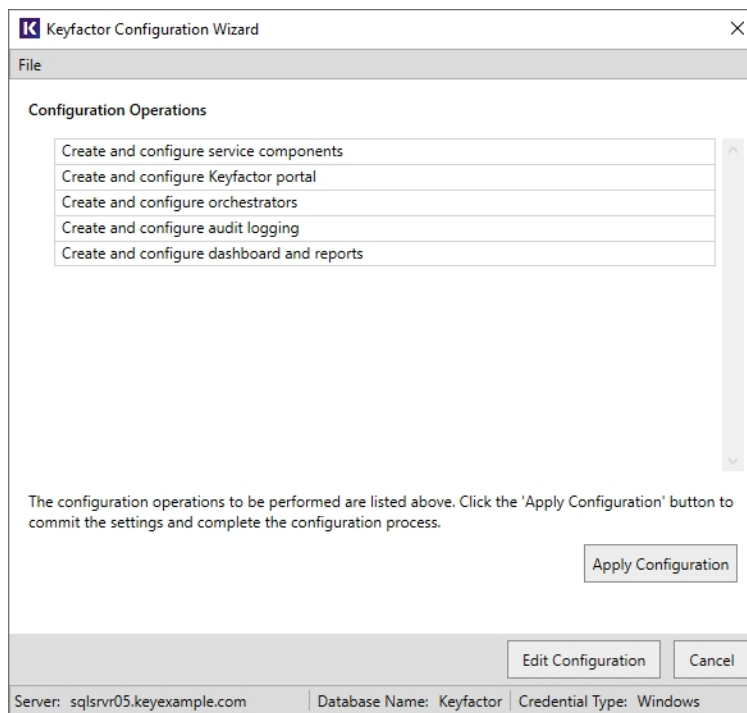 K Keyfactor Configuration Wizard
File
Configuration Operations
Create and configure service components
Create and configure Keyfactor portal
Create and configure orchestrators
Create and configure audit logging
Create and configure dashboard and reports
The configuration operations to be performed are listed above. Click the 'Apply Configuration' button to
commit the settings and complete the configuration process.
Apply Configuration
Edit Configuration Cancel
Server: sqlsrvr05.keyexample.com Database Name: Keyfactor Credential Type: Windows